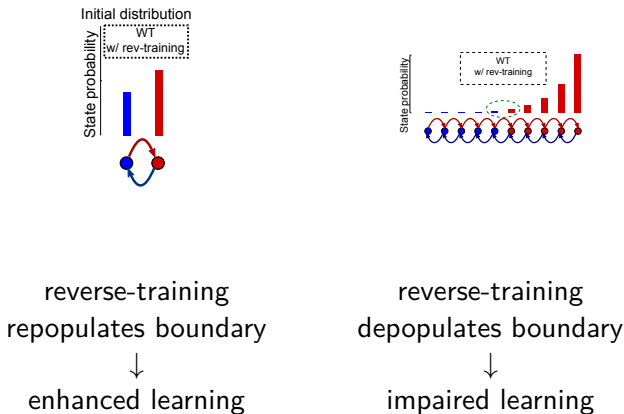 Initial distribution
WT
w/ rev-training
State probability
WT
w/ rev-training
State probability
reverse-training
repopulates boundary
↓
enhanced learning
reverse-training
depopulates boundary
↓
impaired learning